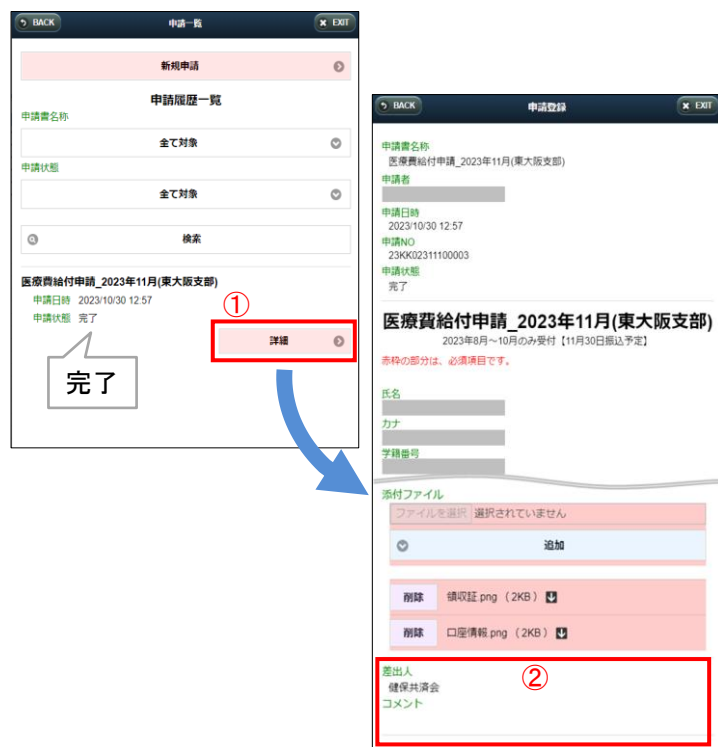 BACK
申請一覧
EXIT
新規申請
申請履歴一覧
申請書名称
全て対象
申請状態
全て対象
検索
医療費給付申請_2023年11月(東大阪支部)
申請日時 2023/10/30 12:57
申請状態 完了
①
詳細
完了
BACK
申請登録
EXIT
申請書名称
医療費給付申請_2023年11月(東大阪支部)
申請者
申請日時
2023/10/30 12:57
申請NO
23KK02311100003
申請状態
完了
医療費給付申請_2023年11月(東大阪支部)
2023年8月～10月のみ受付【11月30日振込予定】
赤枠の部分は、必須項目です。
氏名
カナ
学籍番号
添付ファイル
ファイルを選択 選択されていません
追加
削除 領収証.png （2KB）
削除 口座情報.png （2KB）
差出人
②
健保共済会
コメント